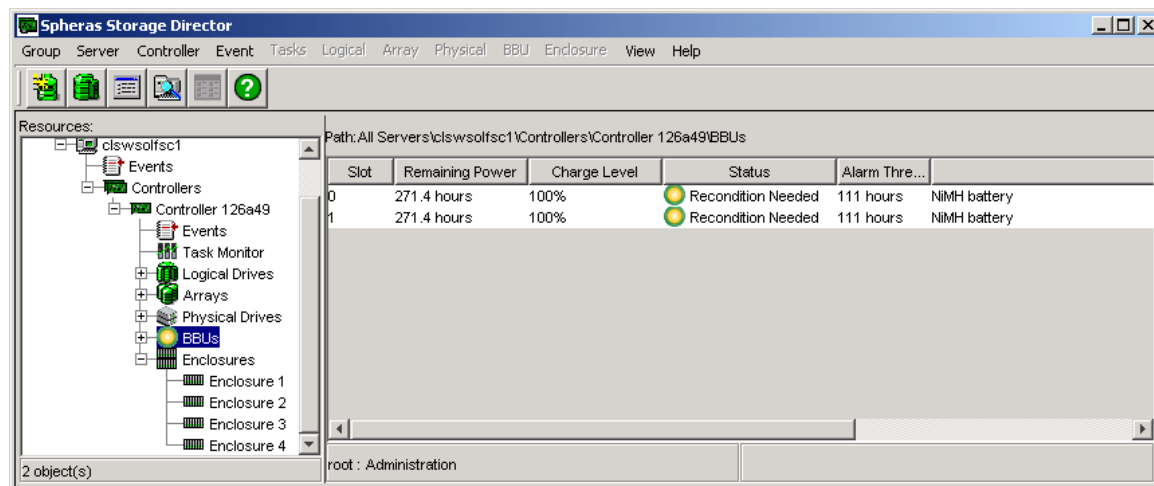 Spheras Storage Director
Group Server Controller Event Tasks Logical Array Physical BBU Enclosure View Help
Resources:
clswsolfsc1
Events
Controllers
Controller 126a49
Events
Task Monitor
Logical Drives
Arrays
Physical Drives
BBUs
Enclosures
Enclosure 1
Enclosure 2
Enclosure 3
Enclosure 4
2 object(s)
Path:All Servers\clswsolfsc1\Controllers\Controller 126a49\BBUs
Slot Remaining Power Charge Level Status Alarm Thre...
0 271.4 hours 100% Recondition Needed 111 hours NiMH battery
1 271.4 hours 100% Recondition Needed 111 hours NiMH battery
root : Administration